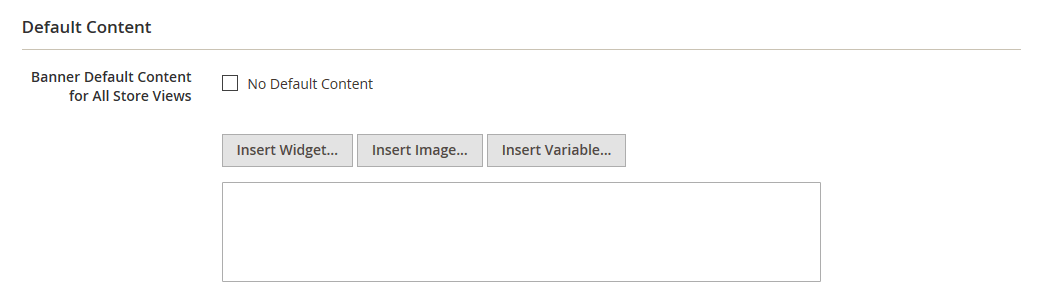 Default Content
Banner Default Content
for All Store Views
No Default Content
Insert Widget...
Insert Image...
Insert Variable...